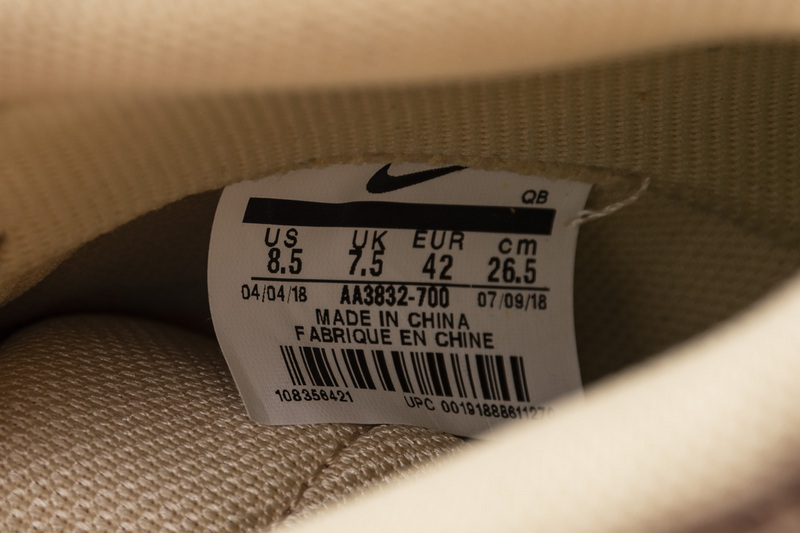 QB
US UK EUR cm
8.5 7.5 42 26.5
04/04/18 AA3832-700 07/09/18
MADE IN CHINA
FABRIQUE EN CHINE
108356421 UPC